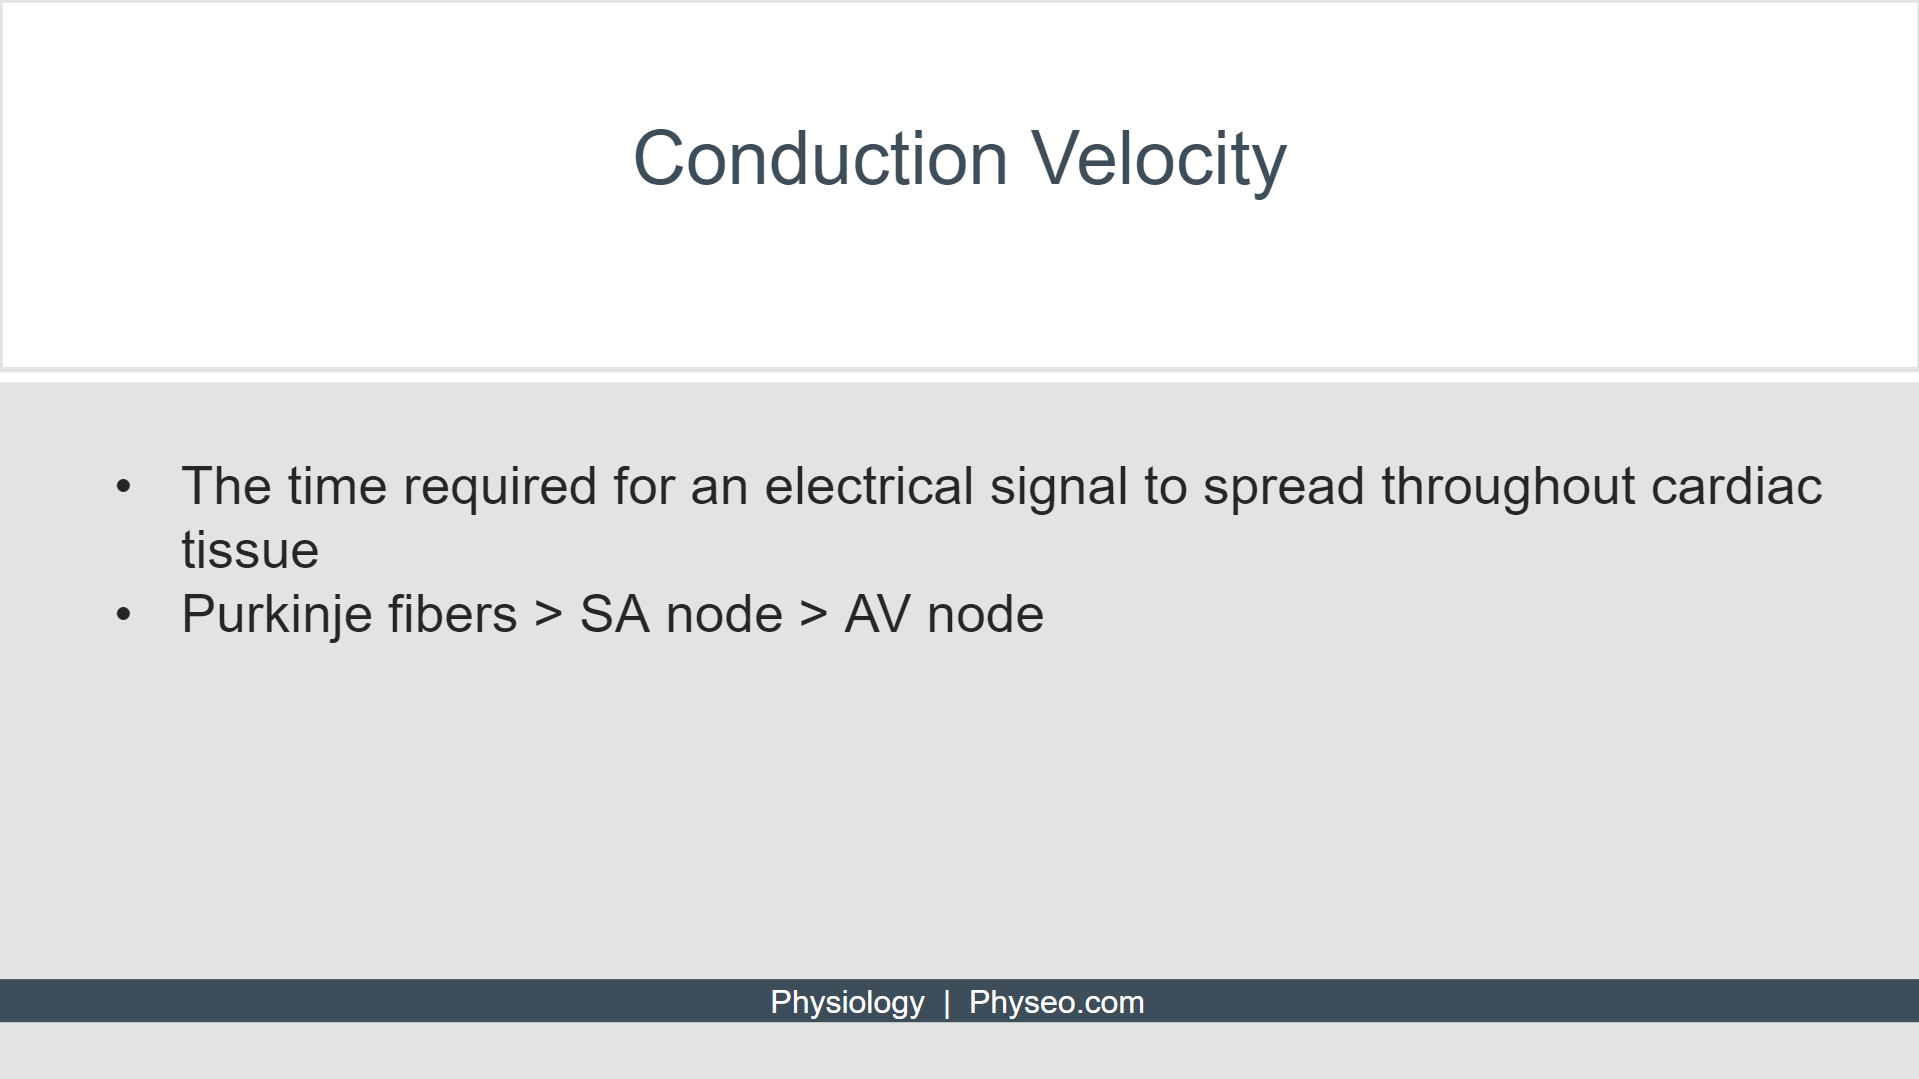 Conduction Velocity
• The time required for an electrical signal to spread throughout cardiac
tissue
• Purkinje fibers > SA node > AV node
Physiology | Physeo.com